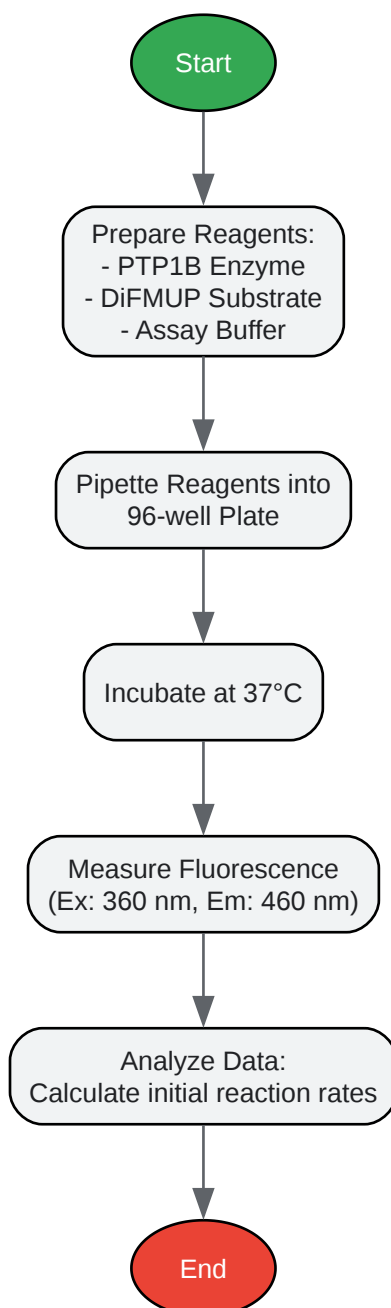 Start
Prepare Reagents:
- PTP1B Enzyme
- DiFMUP Substrate
- Assay Buffer
Pipette Reagents into
96-well Plate
Incubate at 37°C
Measure Fluorescence
(Ex: 360 nm, Em: 460 nm)
Analyze Data:
Calculate initial reaction rates
End